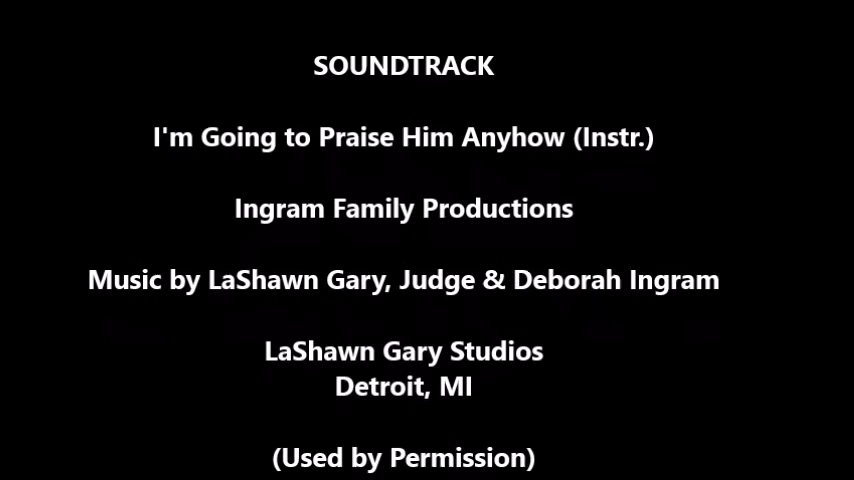 SOUNDTRACK
I'm Going to Praise Him Anyhow (Instr.)
Ingram Family Productions
Music by LaShawn Gary, Judge & Deborah Ingram
LaShawn Gary Studios
Detroit, MI
(Used by Permission)